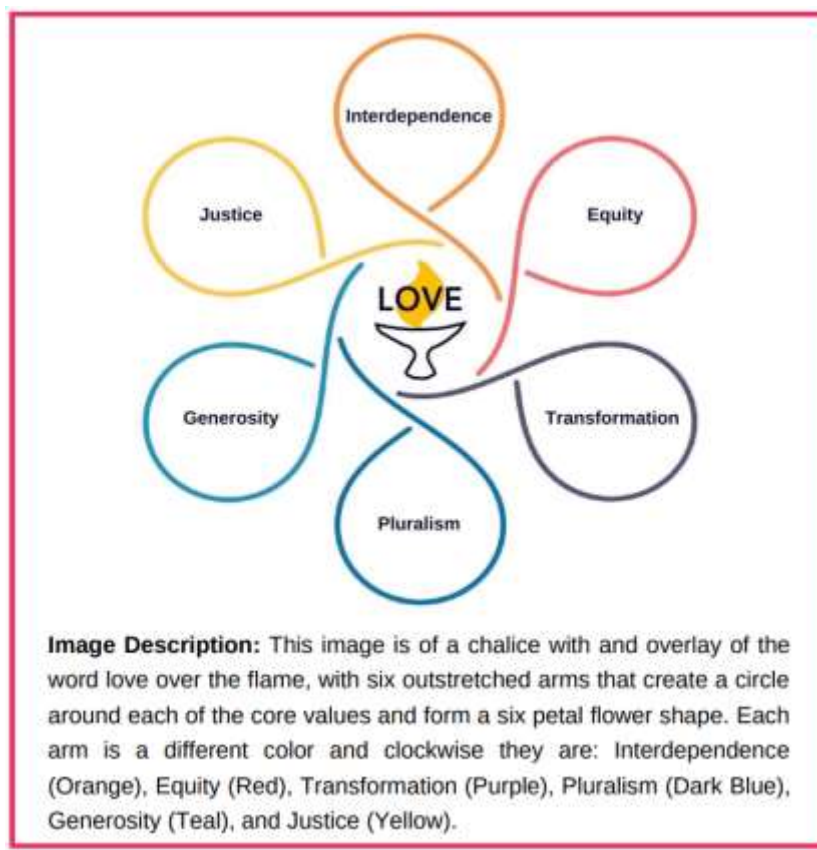 Interdependence
Justice
Equity
LOVE
Generosity
Transformation
Pluralism
Image Description: This image is of a chalice with and overlay of the
word love over the flame, with six outstretched arms that create a circle
around each of the core values and form a six petal flower shape. Each
arm is a different color and clockwise they are: Interdependence
(Orange), Equity (Red), Transformation (Purple), Pluralism (Dark Blue),
Generosity (Teal), and Justice (Yellow).